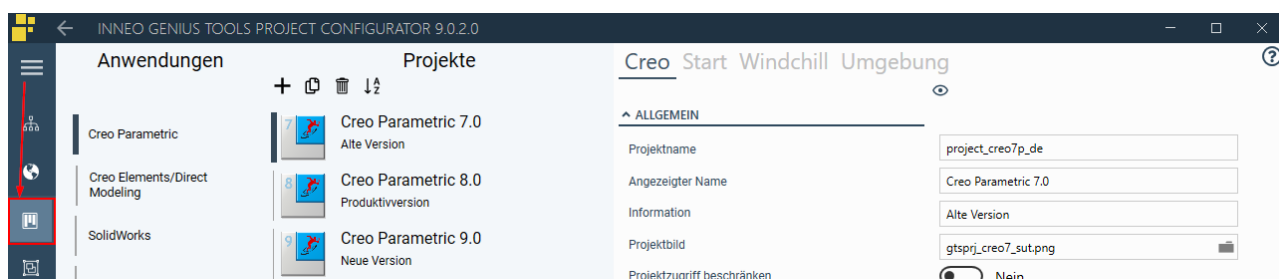 INNEO GENIUS TOOLS PROJECT CONFIGURATOR 9.0.2.0
Anwendungen
Projekte
Creo Parametric
Creo Elements/Direct
Modeling
SolidWorks
7
Creo Parametric 7.0
Alte Version
8
Creo Parametric 8.0
Produktivversion
9
Creo Parametric 9.0
Neue Version
Creo Start Windchill Umgebung
ALLGEMEIN
Projektname project_creo7p_de
Angezeigter Name Creo Parametric 7.0
Information Alte Version
Projektbild gtsprj_creo7_sut.png
Projektzugriff beschränken Nein